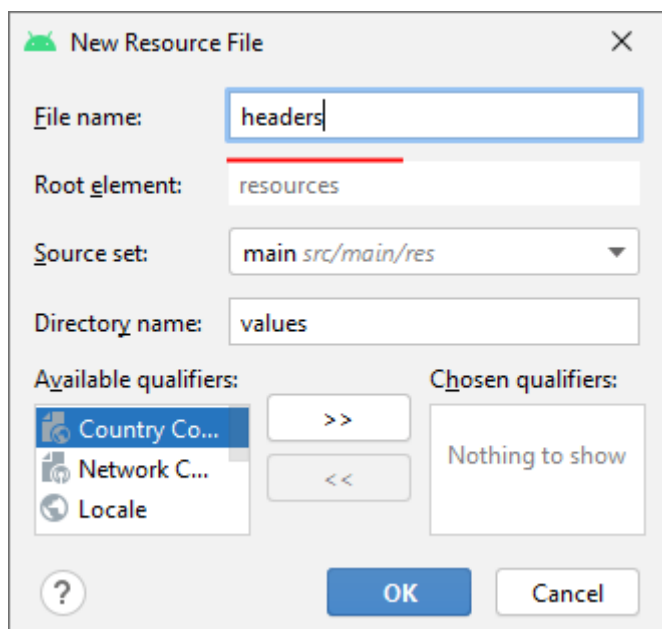 New Resource File
File name: headers
Root element: resources
Source set: main src/main/res
Directory name: values
Available qualifiers: Chosen qualifiers:
Country Co... >>
Nothing to show
Network C... <<
Locale
? OK Cancel